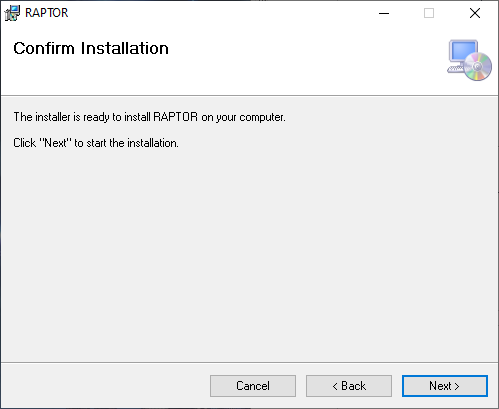 RAPTOR
Confirm Installation
The installer is ready to install RAPTOR on your computer.
Click "Next" to start the installation.
Cancel
< Back
Next >